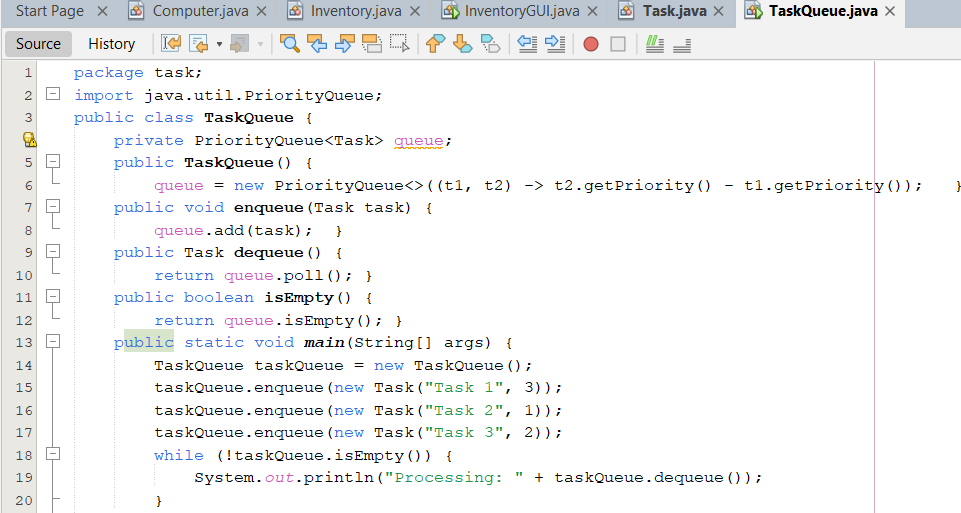 Start Page Computer.java Inventory.java InventoryGUI.java Task.java TaskQueue.java
Source History
1 package task;
2 import java.util.PriorityQueue;
3 public class TaskQueue {
private PriorityQueue<Task> queue;
5 public TaskQueue() {
6 queue = new PriorityQueue<>((t1, t2) -> t2.getPriority() - t1.getPriority()); }
7 public void enqueue(Task task) {
8 queue.add(task); }
9 public Task dequeue() {
10 return queue.poll(); }
11 public boolean isEmpty() {
12 return queue.isEmpty(); }
13 public static void main(String[] args) {
14 TaskQueue taskQueue = new TaskQueue();
15 taskQueue.enqueue(new Task("Task 1", 3));
16 taskQueue.enqueue(new Task("Task 2", 1));
17 taskQueue.enqueue(new Task("Task 3", 2));
18 while (!taskQueue.isEmpty()) {
19 System.out.println("Processing: " + taskQueue.dequeue());
20 }